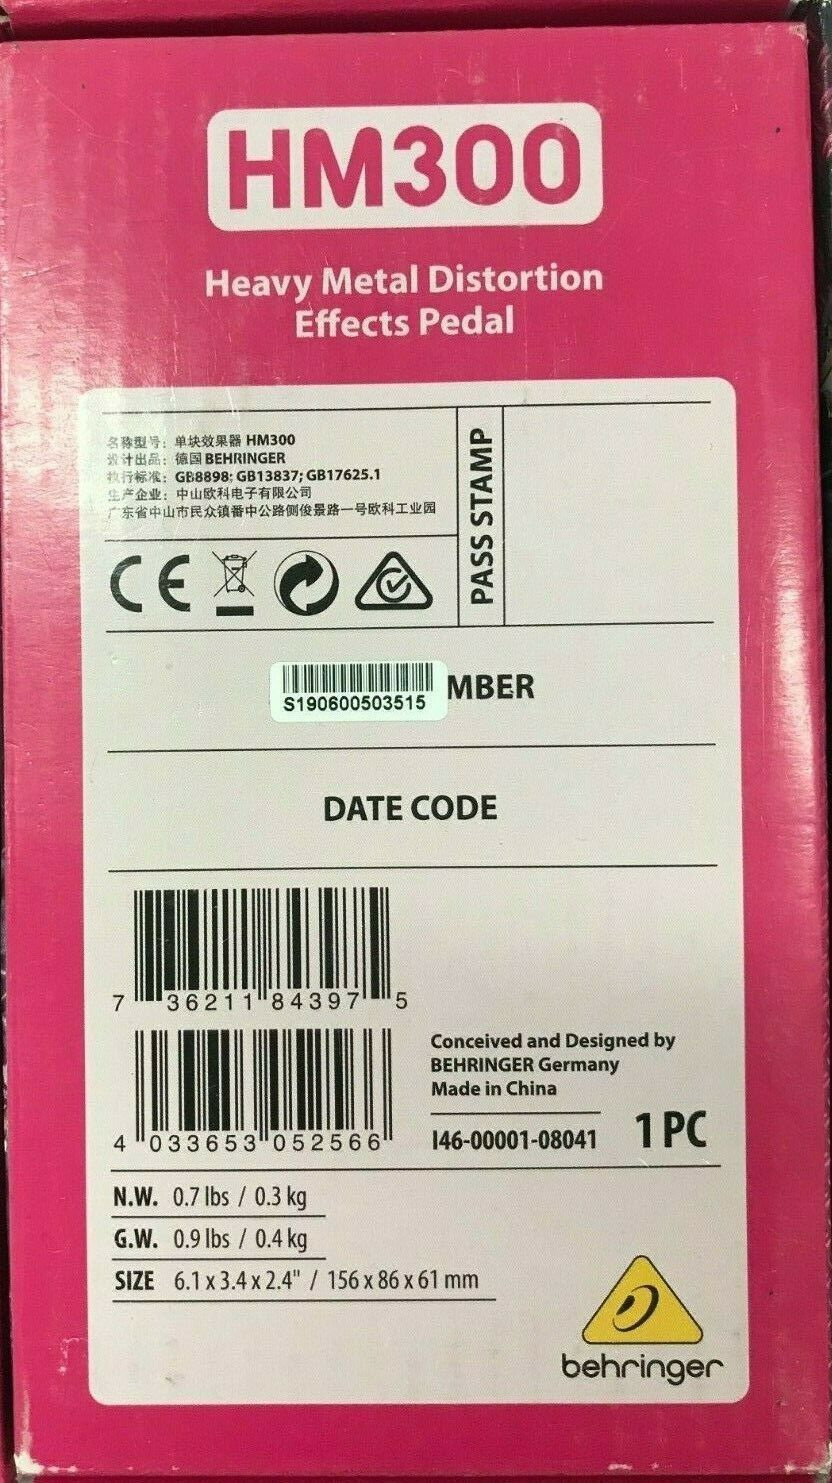 HM300
Heavy Metal Distortion
Effects Pedal
名称型号: 单块效果器 HM300
设计出品: 德国 BEHRINGER
执行标准: GB8898; GB13837; GB17625.1
生产企业: 中山欧科电子有限公司
广东省中山市民众镇番中公路侧俊景路一号欧科工业园
PASS STAMP
CE
S190600503515
MBER
DATE CODE
7 36211 84397 5
4 033653 052566
Conceived and Designed by
BEHRINGER Germany
Made in China
I46-00001-08041
1 PC
N.W. 0.7 lbs / 0.3 kg
G.W. 0.9 lbs / 0.4 kg
SIZE 6.1 x 3.4 x 2.4" / 156 x 86 x 61 mm
behringer